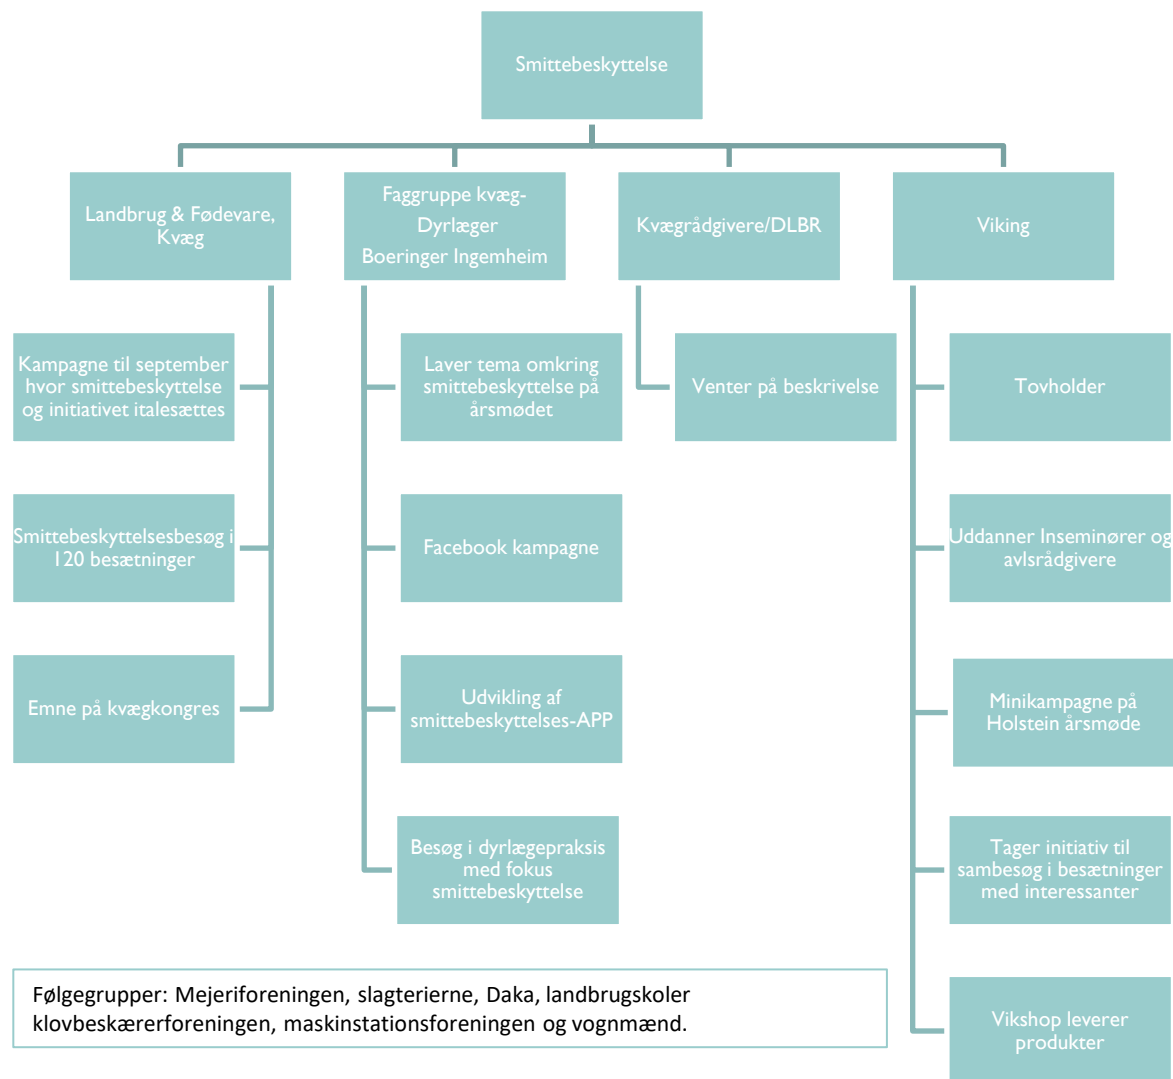 Smittebeskyttelse
Landbrug & Fødevare,
Kvæg
Faggruppe kvæg-
Dyrlæger
Boeringer Ingemheim
Kvægrådgivere/DLBR
Viking
Kampagne til september
hvor smittebeskyttelse
og initiativet italesættes
Smittebeskyttelsesbesøg i
120 besætninger
Emne på kvægkongres
Laver tema omkring
smittebeskyttelse på
årsmødet
Facebook kampagne
Udvikling af
smittebeskyttelses-APP
Besøg i dyrlægepraksis
med fokus
smittebeskyttelse
Venter på beskrivelse
Tovholder
Uddanner Inseminører og
avlsrådgivere
Minikampagne på
Holstein årsmøde
Tager initiativ til
sambesøg i besætninger
med interessanter
Vikshop leverer
produkter
Følgegrupper: Mejeriforeningen, slagterierne, Daka, landbrugskoler
klovbeskærerforeningen, maskinstationsforeningen og vognmænd.